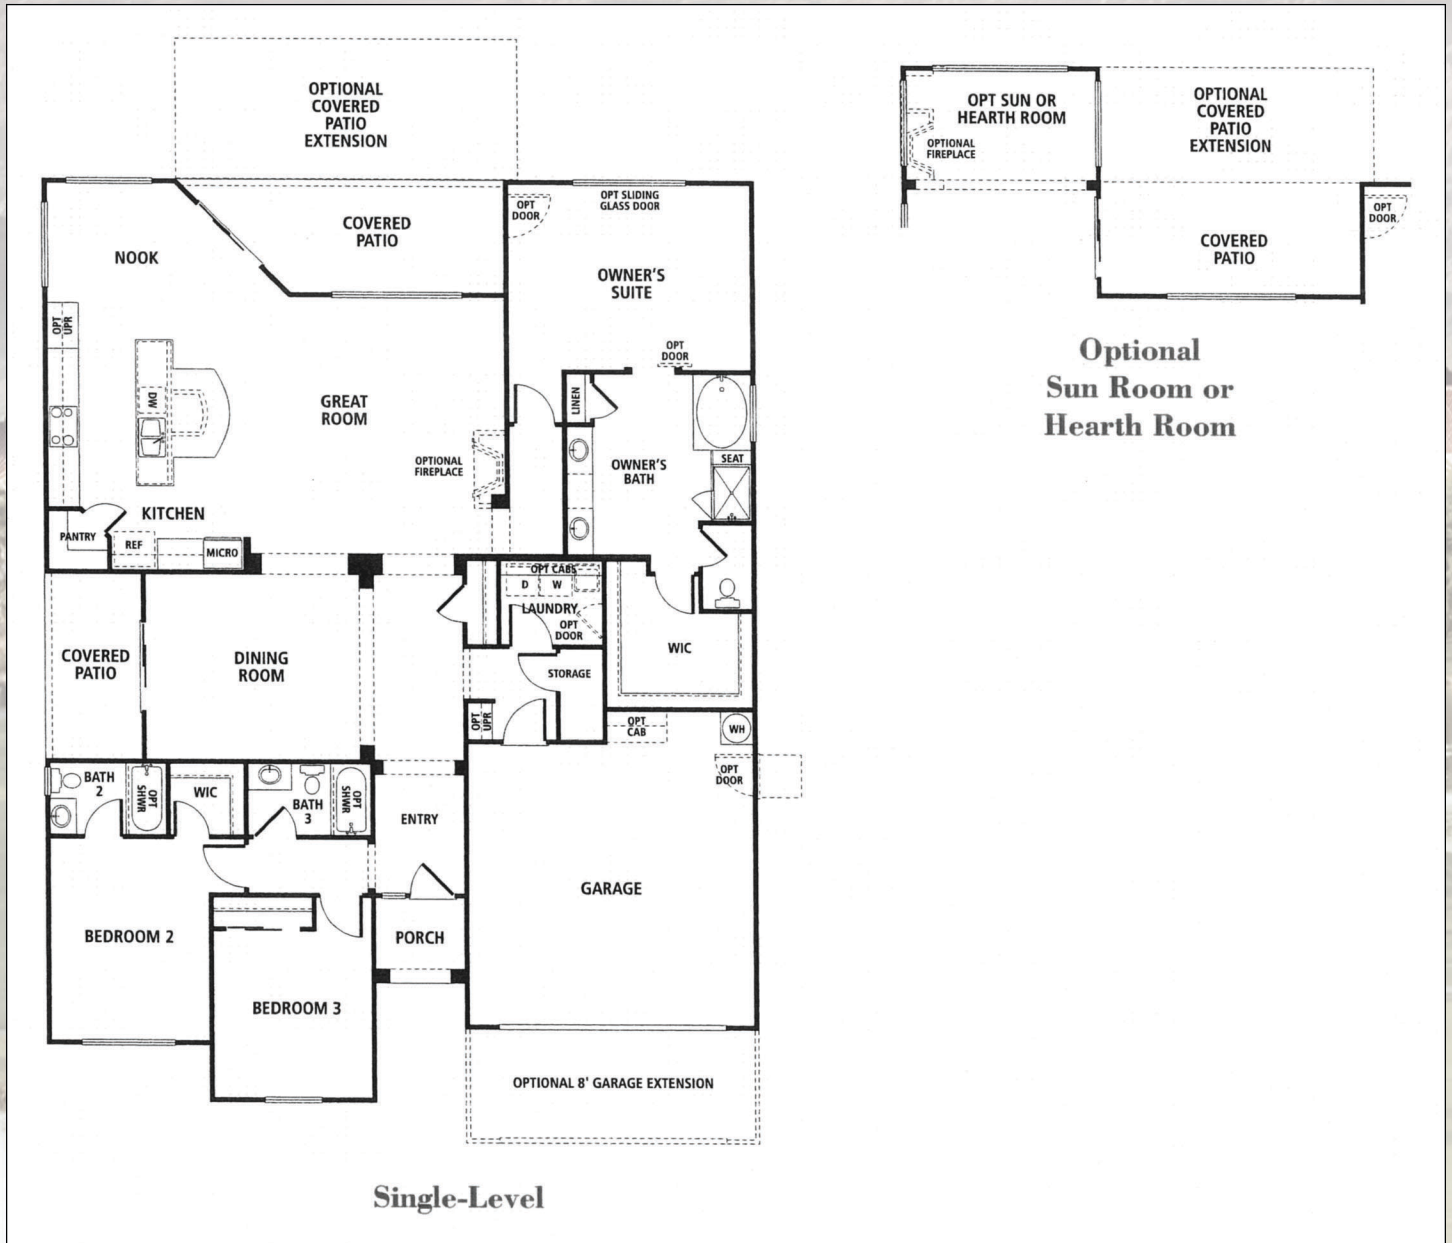 OPTIONAL
COVERED
PATIO
EXTENSION
OPT SLIDING
GLASS DOOR
OPT
DOOR
COVERED
PATIO
NOOK
OWNER'S
SUITE
OPT
UPR
OPT
DOOR
DW
LINEN
GREAT
ROOM
OPTIONAL
FIREPLACE
OWNER'S
BATH
SEAT
KITCHEN
PANTRY
REF
MICRO
OPT CABS
D
W
LAUNDRY
OPT
DOOR
COVERED
PATIO
DINING
ROOM
WIC
STORAGE
OPT
UPR
OPT
CAB
WH
OPT
DOOR
BATH
2
OPT
SHWR
WIC
BATH
3
OPT
SHWR
ENTRY
GARAGE
BEDROOM 2
PORCH
BEDROOM 3
OPTIONAL 8' GARAGE EXTENSION
Single-Level
OPT SUN OR
HEARTH ROOM
OPTIONAL
FIREPLACE
OPTIONAL
COVERED
PATIO
EXTENSION
OPT
DOOR
COVERED
PATIO
Optional
Sun Room or
Hearth Room